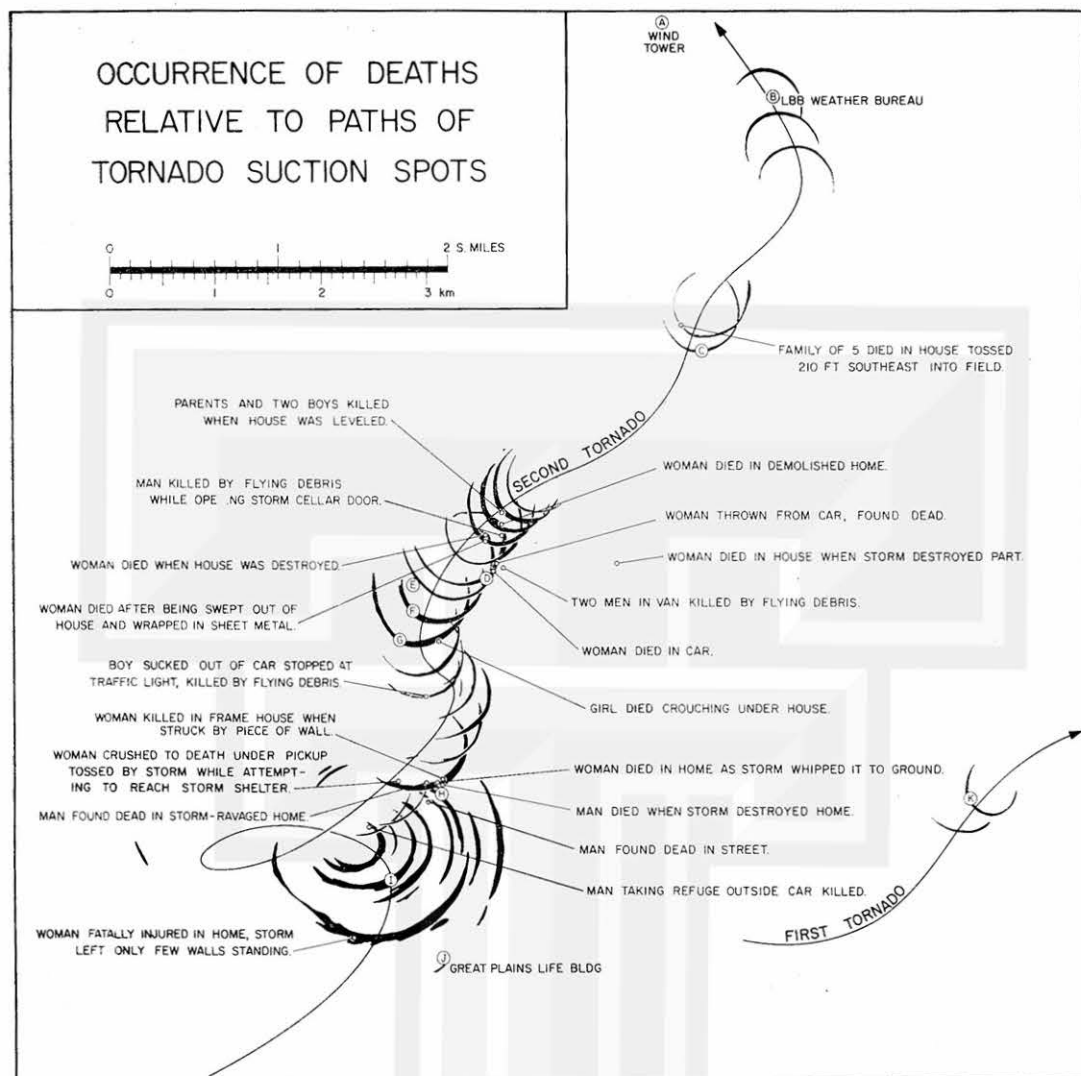 OCCURRENCE OF DEATHS
RELATIVE TO PATHS OF
TORNADO SUCTION SPOTS
0 1 2 S. MILES
0 1 2 3 km
A
WIND
TOWER
B LBB WEATHER BUREAU
C
FAMILY OF 5 DIED IN HOUSE TOSSED
210 FT SOUTHEAST INTO FIELD.
PARENTS AND TWO BOYS KILLED
WHEN HOUSE WAS LEVELED.
SECOND TORNADO
WOMAN DIED IN DEMOLISHED HOME.
MAN KILLED BY FLYING DEBRIS
WHILE OPE NG STORM CELLAR DOOR.
WOMAN THROWN FROM CAR, FOUND DEAD.
WOMAN DIED IN HOUSE WHEN STORM DESTROYED PART.
WOMAN DIED WHEN HOUSE WAS DESTROYED.
D
E
TWO MEN IN VAN KILLED BY FLYING DEBRIS.
WOMAN DIED AFTER BEING SWEPT OUT OF
HOUSE AND WRAPPED IN SHEET METAL.
F
G
WOMAN DIED IN CAR.
BOY SUCKED OUT OF CAR STOPPED AT
TRAFFIC LIGHT, KILLED BY FLYING DEBRIS.
GIRL DIED CROUCHING UNDER HOUSE.
WOMAN KILLED IN FRAME HOUSE WHEN
STRUCK BY PIECE OF WALL.
WOMAN CRUSHED TO DEATH UNDER PICKUP
TOSSED BY STORM WHILE ATTEMPT-
ING TO REACH STORM SHELTER.
WOMAN DIED IN HOME AS STORM WHIPPED IT TO GROUND.
H
K
MAN FOUND DEAD IN STORM-RAVAGED HOME.
MAN DIED WHEN STORM DESTROYED HOME.
MAN FOUND DEAD IN STREET.
I
MAN TAKING REFUGE OUTSIDE CAR KILLED.
FIRST TORNADO
WOMAN FATALLY INJURED IN HOME, STORM
LEFT ONLY FEW WALLS STANDING.
J
GREAT PLAINS LIFE BLDG